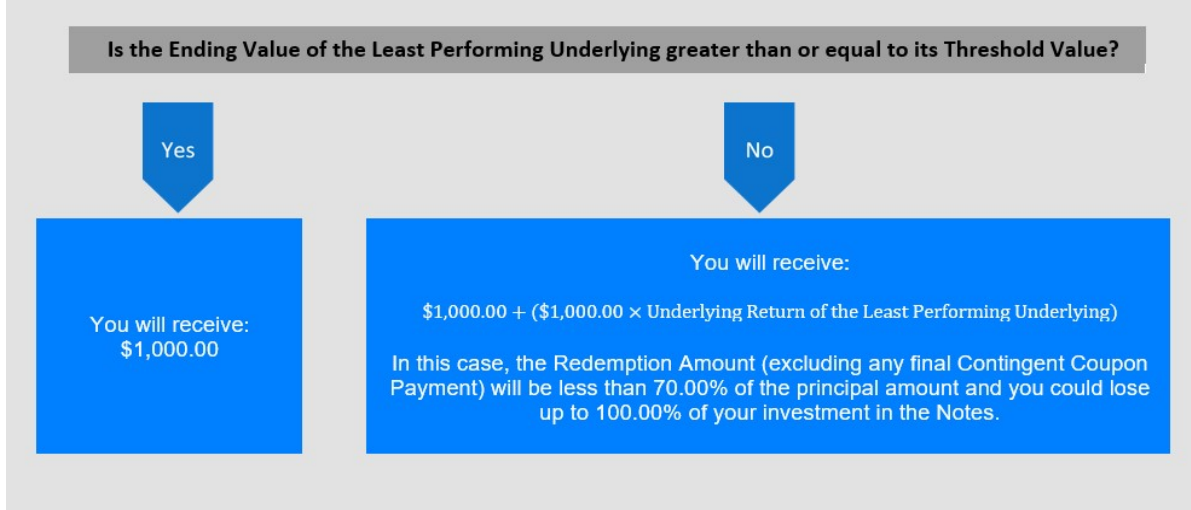 Is the Ending Value of the Least Performing Underlying greater than or equal to its Threshold Value?
Yes
No
You will receive:
$1,000.00
You will receive:
$1,000.00 + ($1,000.00 × Underlying Return of the Least Performing Underlying)
In this case, the Redemption Amount (excluding any final Contingent Coupon
Payment) will be less than 70.00% of the principal amount and you could lose
up to 100.00% of your investment in the Notes.